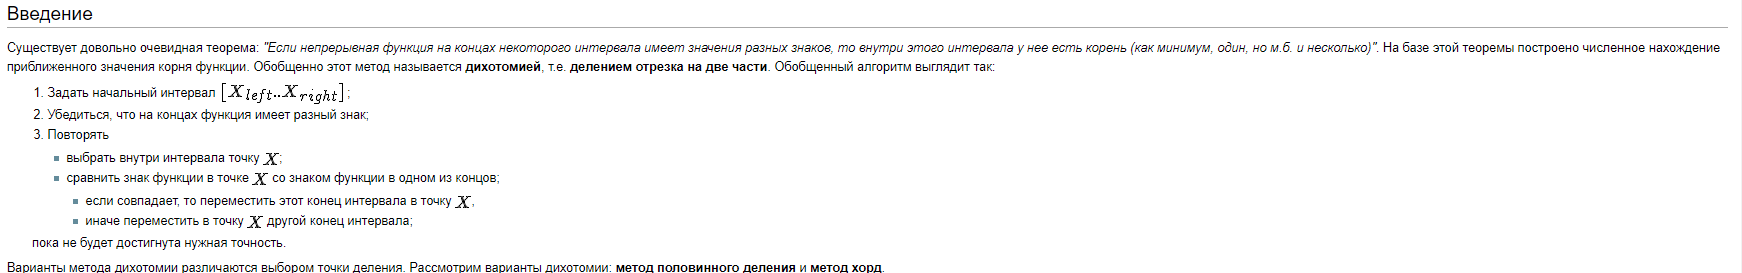 Введение
Существует довольно очевидная теорема: "Если непрерывная функция на концах некоторого интервала имеет значения разных знаков, то внутри этого интервала у нее есть корень (как минимум, один, но м.б. и несколько)". На базе этой теоремы построено численное нахождение
приближенного значения корня функции. Обобщенно этот метод называется дихотомией, т.е. делением отрезка на две части. Обобщенный алгоритм выглядит так:
1. Задать начальный интервал [X_left..X_right];
2. Убедиться, что на концах функция имеет разный знак;
3. Повторять
выбрать внутри интервала точку X;
сравнить знак функции в точке X со знаком функции в одном из концов;
если совпадает, то переместить этот конец интервала в точку X,
иначе переместить в точку X другой конец интервала;
пока не будет достигнута нужная точность.
Варианты метода дихотомии различаются выбором точки деления. Рассмотрим варианты дихотомии: метод половинного деления и метод хорд.